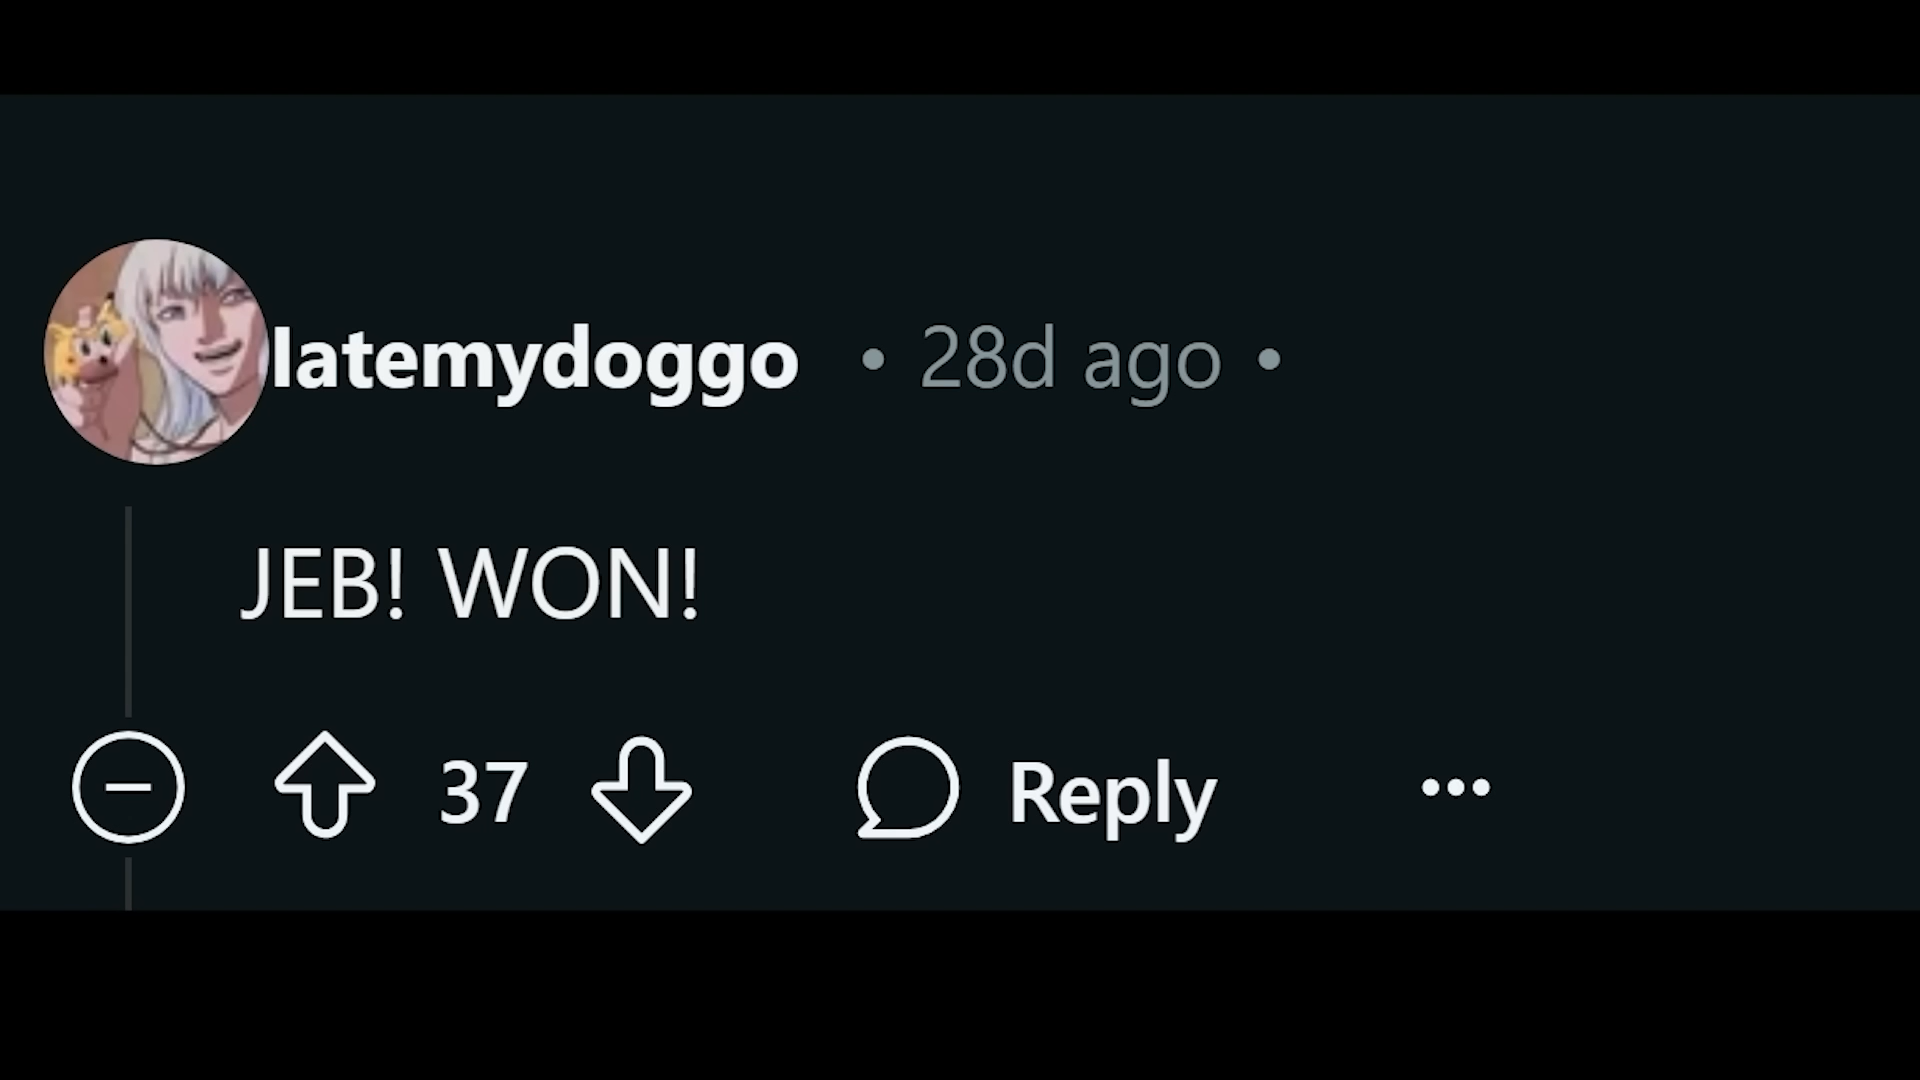 latemydoggo • 28d ago •
JEB! WON!
37 Reply ...